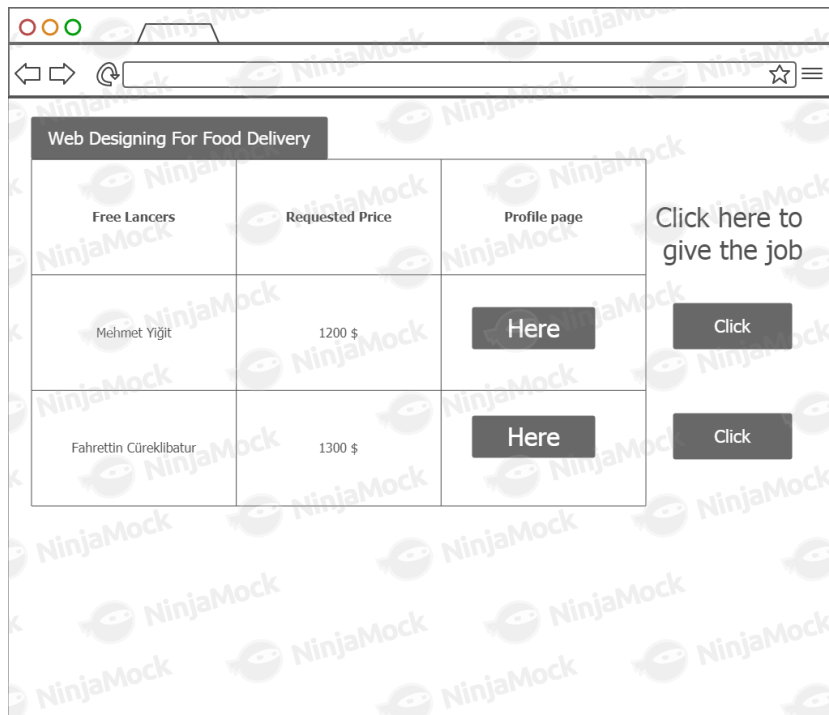 Web Designing For Food Delivery
Free Lancers
Requested Price
Profile page
Click here to
give the job
Mehmet Yiğit
1200 $
Here
Click
Fahrettin Cüreklibatur
1300 $
Here
Click
NinjaMock